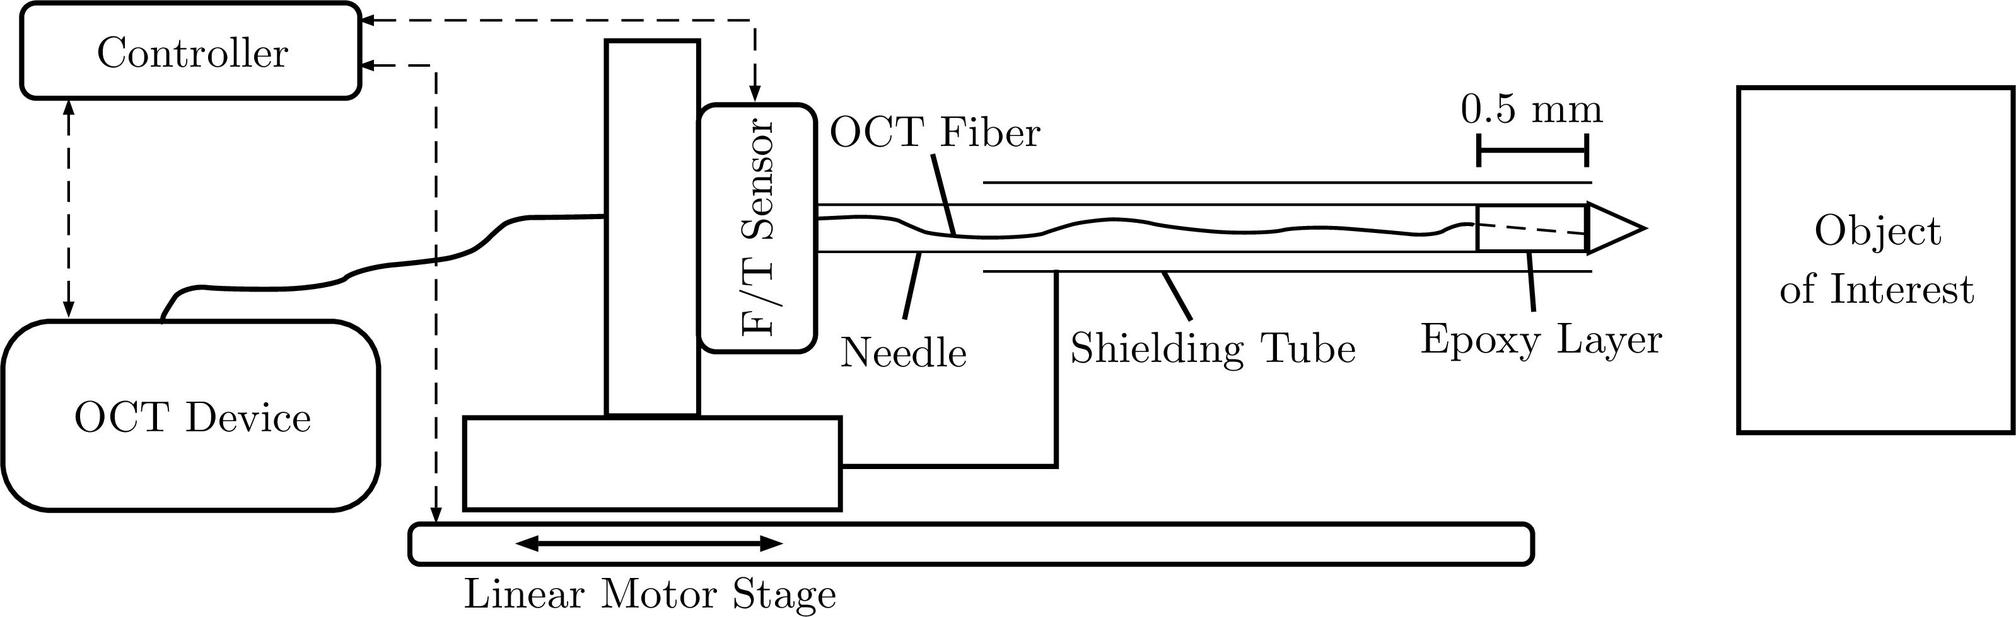 Controller
0.5 mm
OCT Fiber
F/T Sensor
Object
of Interest
Needle
Shielding Tube
Epoxy Layer
OCT Device
Linear Motor Stage